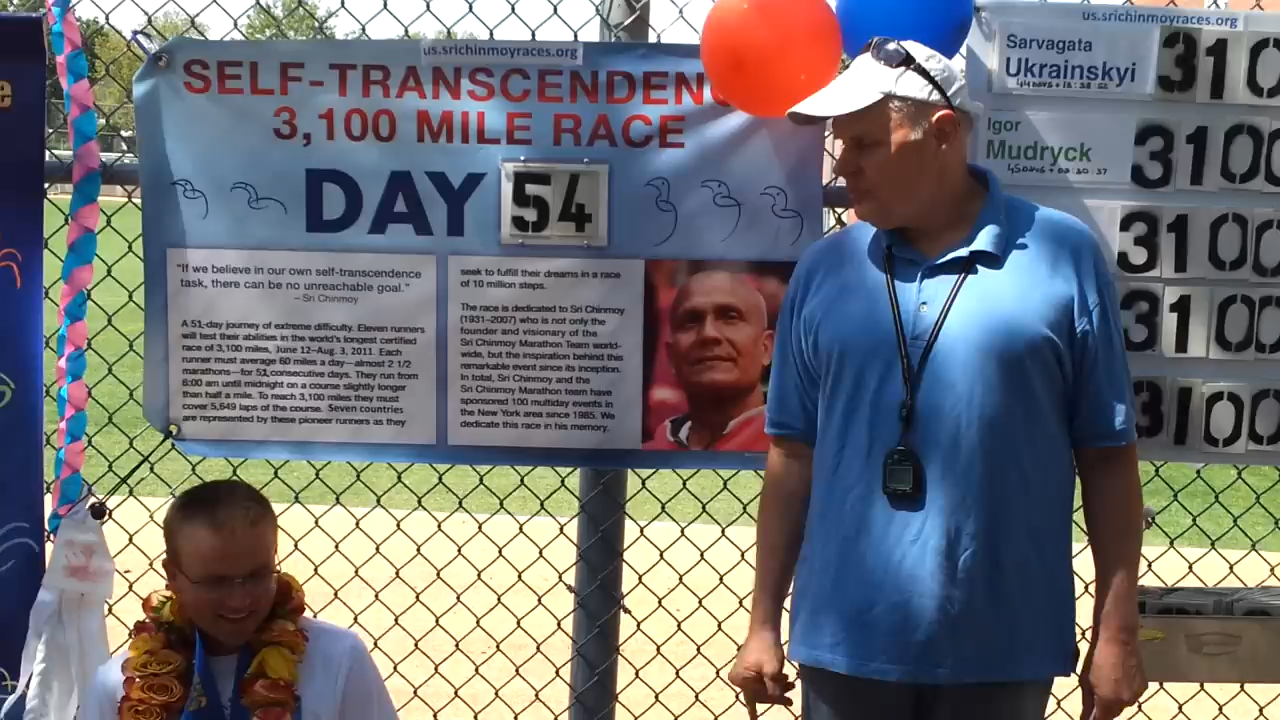 us.srichinmoyraces.org
SELF-TRANSCENDEN
3,100 MILE RACE
DAY 54
"If we believe in our own self-transcendence
task, there can be no unreachable goal."
– Sri Chinmoy
A 51-day journey of extreme difficulty. Eleven runners
will test their abilities in the world's longest certified
race of 3,100 miles, June 12–Aug. 3, 2011. Each
runner must average 60 miles a day—almost 2 1/2
marathons—for 51 consecutive days. They run from
6:00 am until midnight on a course slightly longer
than half a mile. To reach 3,100 miles they must
cover 5,649 laps of the course. Seven countries
are represented by these pioneer runners as they
seek to fulfill their dreams in a race
of 10 million steps.
The race is dedicated to Sri Chinmoy
(1931–2007) who is not only the
founder and visionary of the
Sri Chinmoy Marathon Team world-
wide, but the inspiration behind this
remarkable event since its inception.
In total, Sri Chinmoy and the
Sri Chinmoy Marathon team have
sponsored 100 multiday events in
the New York area since 1985. We
dedicate this race in his memory.
us.srichinmoyraces.org
Sarvagata
Ukrainskyi
310
Igor
Mudryck
3100
3100
3100
3100
e